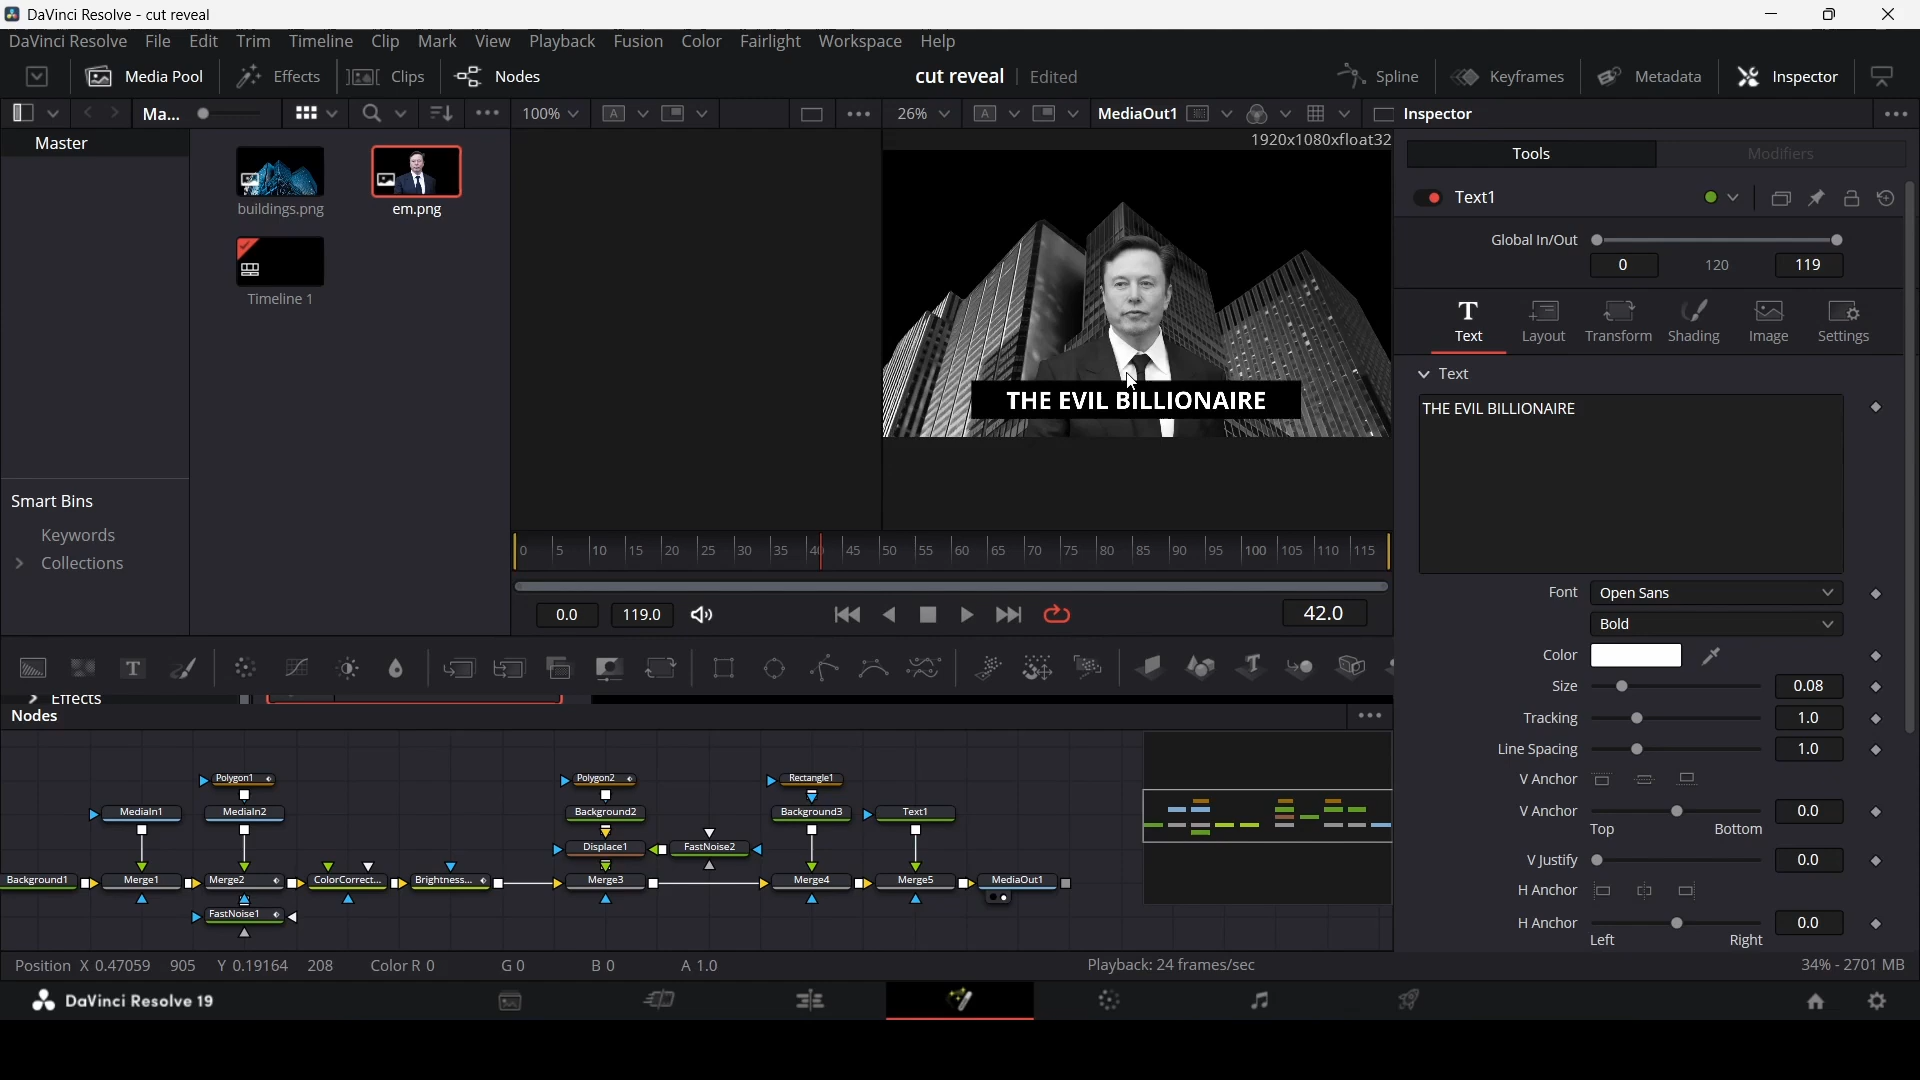 DaVinci Resolve - cut reveal
DaVinci Resolve File Edit Trim Timeline Clip Mark View Playback Fusion Color Fairlight Workspace Help
Media Pool Effects Clips Nodes cut reveal Edited Spline Keyframes Metadata Inspector
Ma... 100% A 26% A MediaOut1 Inspector
Master
1920x1080xfloat32
Tools Modifiers
buildings.png em.png
Timeline 1
Text1
Global In/Out
0 120 119
Text Layout Transform Shading Image Settings
Text
THE EVIL BILLIONAIRE
THE EVIL BILLIONAIRE
Smart Bins
Keywords
Collections
0 5 10 15 20 25 30 35 40 45 50 55 60 65 70 75 80 85 90 95 100 105 110 115
0.0 119.0 42.0
Font Open Sans
Bold
Color
Size 0.08
Tracking 1.0
Line Spacing 1.0
V Anchor
V Anchor 0.0
Top Bottom
V Justify 0.0
H Anchor
H Anchor 0.0
Left Right
Effects
Nodes
Polygon1 Polygon2 Rectangle1
MediaIn1 MediaIn2 Background2 Background3 Text1
Displace1 FastNoise2
Background1 Merge1 Merge2 ColorCorrect... Brightness... Merge3 Merge4 Merge5 MediaOut1
FastNoise1
Position X 0.47059 905 Y 0.19164 208 Color R 0 G 0 B 0 A 1.0 Playback: 24 frames/sec 34% - 2701 MB
DaVinci Resolve 19